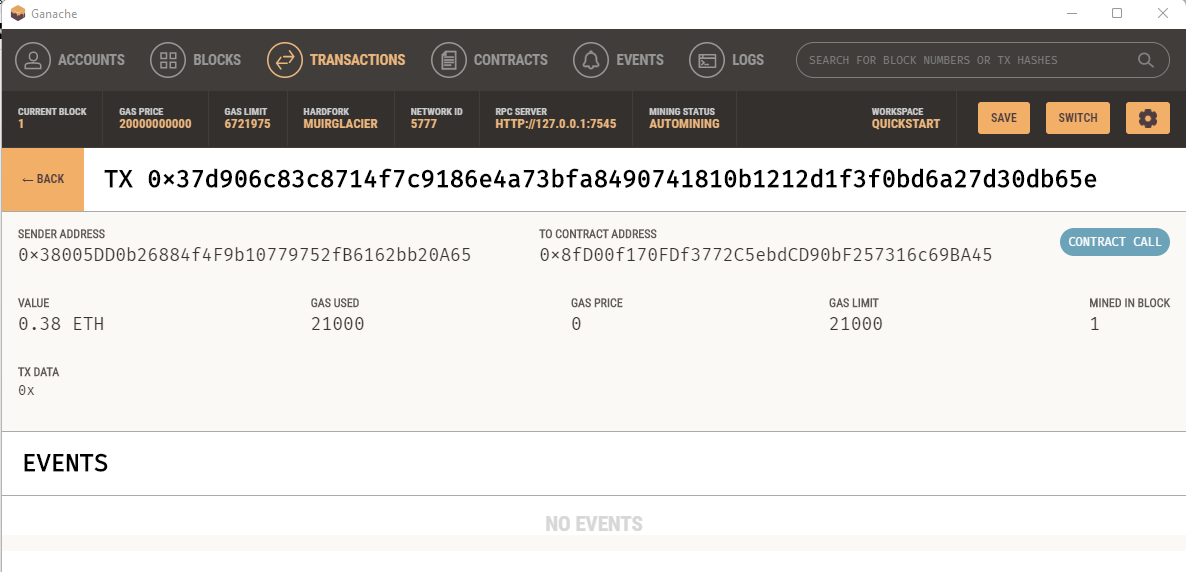 Ganache
ACCOUNTS BLOCKS TRANSACTIONS CONTRACTS EVENTS LOGS SEARCH FOR BLOCK NUMBERS OR TX HASHES
CURRENT BLOCK GAS PRICE GAS LIMIT HARDFORK NETWORK ID RPC SERVER MINING STATUS WORKSPACE
1 20000000000 6721975 MUIRGLACIER 5777 HTTP://127.0.0.1:7545 AUTOMINING QUICKSTART SAVE SWITCH
← BACK TX 0×37d906c83c8714f7c9186e4a73bfa8490741810b1212d1f3f0bd6a27d30db65e
SENDER ADDRESS TO CONTRACT ADDRESS
0×38005DD0b26884f4F9b10779752fB6162bb20A65 0×8fD00f170FDf3772C5ebdCD90bF257316c69BA45 CONTRACT CALL
VALUE GAS USED GAS PRICE GAS LIMIT MINED IN BLOCK
0.38 ETH 21000 0 21000 1
TX DATA
0x
EVENTS
NO EVENTS